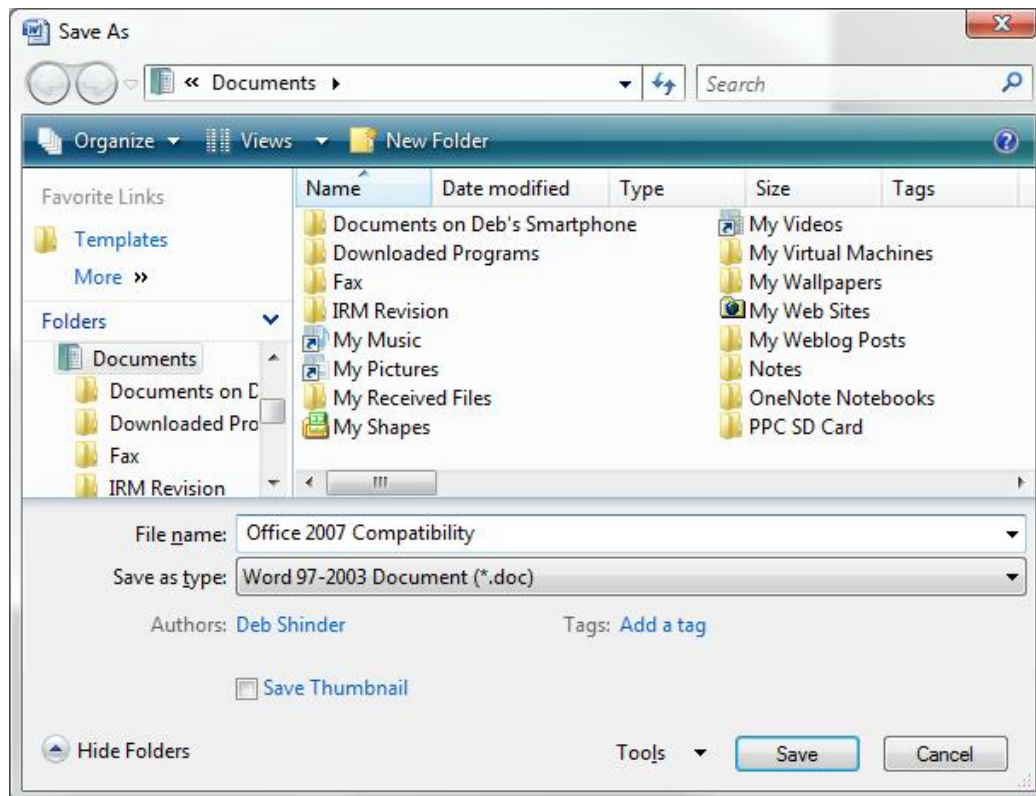 Save As
« Documents
Search
Organize Views New Folder
Favorite Links
Templates
More »
Folders
Documents
Documents on D
Downloaded Pro
Fax
IRM Revision
Name Date modified Type Size Tags
Documents on Deb's Smartphone My Videos
Downloaded Programs My Virtual Machines
Fax My Wallpapers
IRM Revision My Web Sites
My Music My Weblog Posts
My Pictures Notes
My Received Files OneNote Notebooks
My Shapes PPC SD Card
File name: Office 2007 Compatibility
Save as type: Word 97-2003 Document (*.doc)
Authors: Deb Shinder Tags: Add a tag
Save Thumbnail
Hide Folders Tools Save Cancel